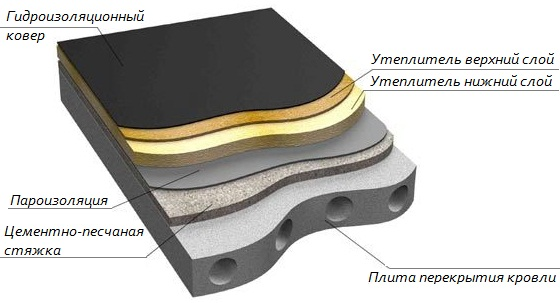 Гидроизоляционный
ковер
Утеплитель верхний слой
Утеплитель нижний слой
Пароизоляция
Цементно-песчаная
стяжка
Плита перекрытия кровли